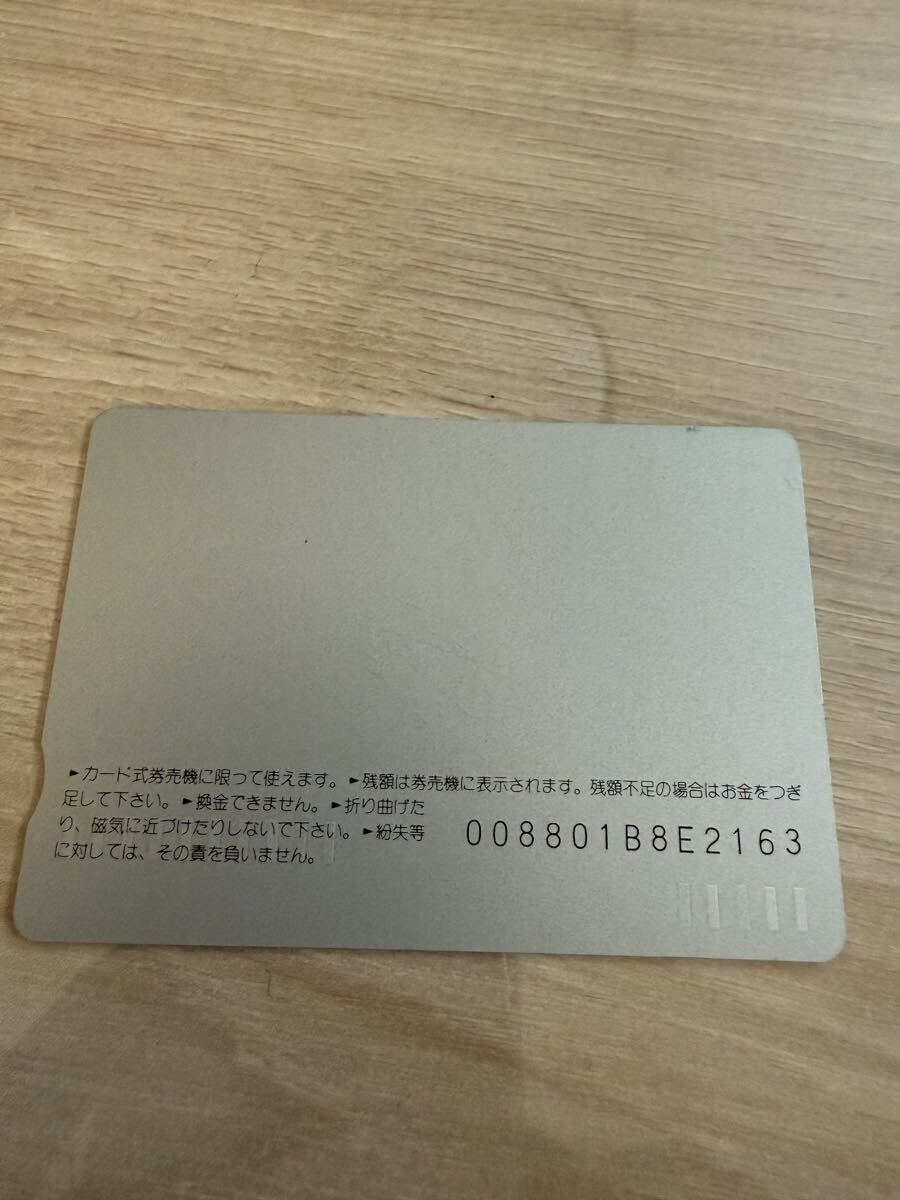 ►カード式券売機に限って使えます。►残額は券売機に表示されます。残額不足の場合はお金をつぎ
足して下さい。►換金できません。►折り曲げた
り、磁気に近づけたりしないで下さい。►紛失等
に対しては、その責を負いません。
008801B8E2163